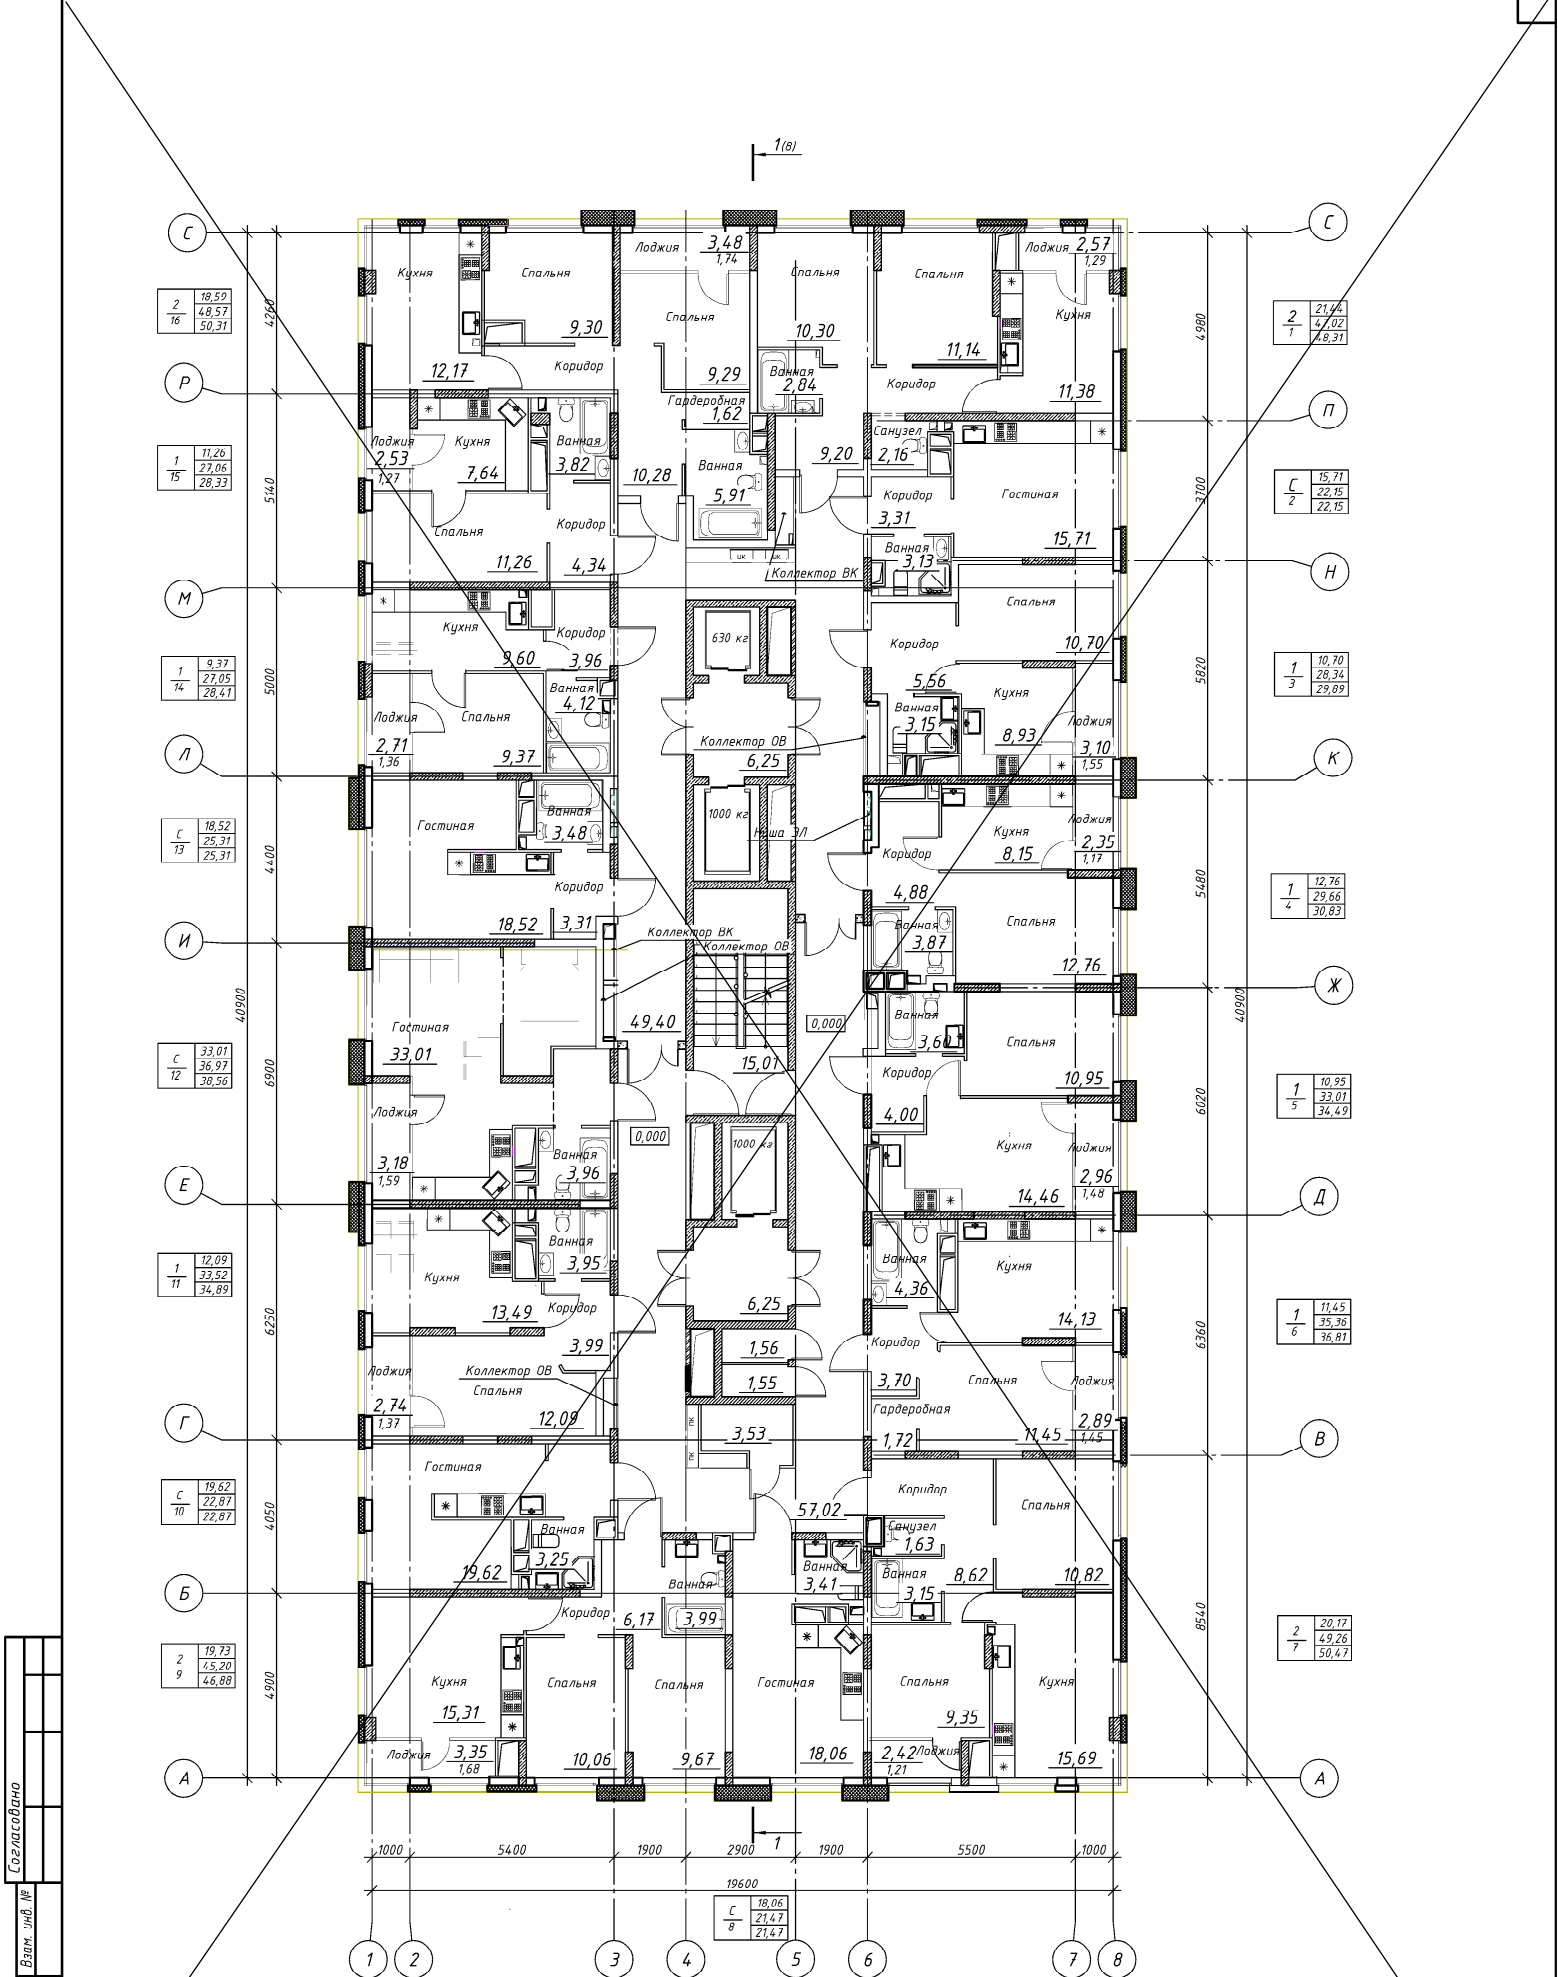 1(8)
С
С
Лоджия
3,48
1,74
Лоджия
2,57
1,29
Кухня
Спальня
Спальня
Спальня
2
16
18,59
48,57
50,31
4260
4980
2
1
21,44
47,02
48,31
Спальня
Кухня
9,30
10,30
11,14
12,17
Коридор
9,29
Ванная
2,84
Коридор
11,38
Р
П
Гардеробная
1,62
Лоджия
2,53
1,27
Кухня
7,64
Ванная
3,82
Санузел
2,16
9,20
1
15
11,26
27,06
28,33
5140
10,28
Ванная
5,91
Коридор
3,31
Гостиная
15,71
3100
С
2
15,71
22,15
22,15
Спальня
11,26
Коридор
4,34
ШК
ПК
Коллектор ВК
Ванная
3,13
М
Н
Кухня
9,60
Коридор
3,96
630 кг
Спальня
10,70
Коридор
5,56
1
14
9,37
27,05
28,41
5000
5820
1
3
10,70
28,34
29,89
Ванная
4,12
Лоджия
2,71
1,36
Спальня
9,37
Коллектор ОВ
6,25
Ванная
3,15
Кухня
8,93
Лоджия
3,10
1,55
Л
К
С
13
18,52
25,31
25,31
4400
Гостиная
Ванная
3,48
1000 кг
Ниша ЭЛ
Кухня
8,15
Лоджия
2,35
1,17
Коридор
4,88
5480
1
4
12,76
29,66
30,83
Коридор
18,52
3,31
Спальня
12,76
Ванная
3,87
И
Коллектор ВК
Коллектор ОВ
Ж
40900
40900
Гостиная
33,01
49,40
0,000
15,01
Ванная
3,60
Спальня
10,95
С
12
33,01
36,97
38,56
6900
Коридор
4,00
6020
1
5
10,95
33,01
34,49
Лоджия
3,18
1,59
Ванная
3,96
0,000
1000 кг
Кухня
14,46
Лоджия
2,96
1,48
Е
Д
Ванная
3,95
Ванная
4,36
Кухня
14,13
1
11
12,09
33,52
34,89
6250
Кухня
13,49
Коридор
3,99
6,25
Коридор
3,70
6360
1
6
11,45
35,36
36,81
1,56
1,55
Лоджия
2,74
1,37
Коллектор ОВ
Спальня
12,09
Спальня
11,45
Лоджия
2,89
1,45
Гардеробная
1,72
Г
В
ПК
ПК
3,53
Гостиная
19,62
С
10
19,62
22,87
22,87
4050
Ванная
3,25
57,02
Коридор
8,62
Спальня
10,82
Санузел
1,63
Б
Ванная
3,99
Ванная
3,41
Ванная
3,15
Коридор
6,17
8540
2
7
20,17
49,26
50,47
2
9
19,73
45,20
46,88
4900
Кухня
15,31
Спальня
10,06
Спальня
9,67
Гостиная
18,06
Спальня
9,35
Кухня
15,69
Лоджия
3,35
1,68
2,42
Лоджия
1,21
А
А
1
1000
5400
1900
2900
1900
5500
1000
19600
С
8
18,06
21,47
21,47
1
2
3
4
5
6
7
8
Согласовано
Взам. инв. №